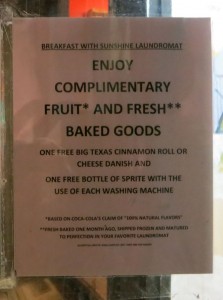 BREAKFAST WITH SUNSHINE LAUNDROMAT
ENJOY
COMPLIMENTARY
FRUIT* AND FRESH**
BAKED GOODS
ONE FREE BIG TEXAS CINNAMON ROLL OR
CHEESE DANISH AND
ONE FREE BOTTLE OF SPRITE WITH THE
USE OF EACH WASHING MACHINE
*BASED ON COCA-COLA'S CLAIM OF "100% NATURAL FLAVORS"
**FRESH BAKED ONE MONTH AGO, SHIPPED FROZEN AND MATURED
TO PERFECTION IN YOUR FAVORITE LAUNDROMAT